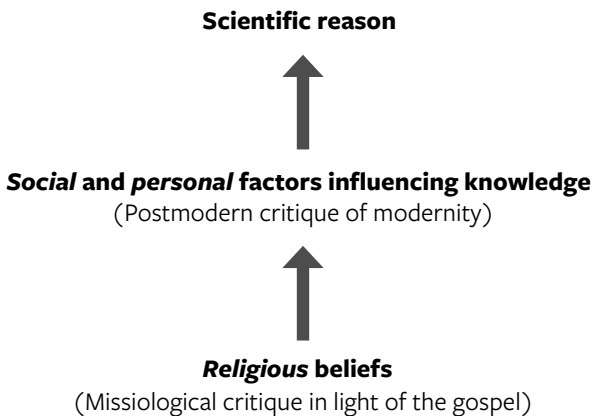 Scientific reason
Social and personal factors influencing knowledge
(Postmodern critique of modernity)
Religious beliefs
(Missiological critique in light of the gospel)